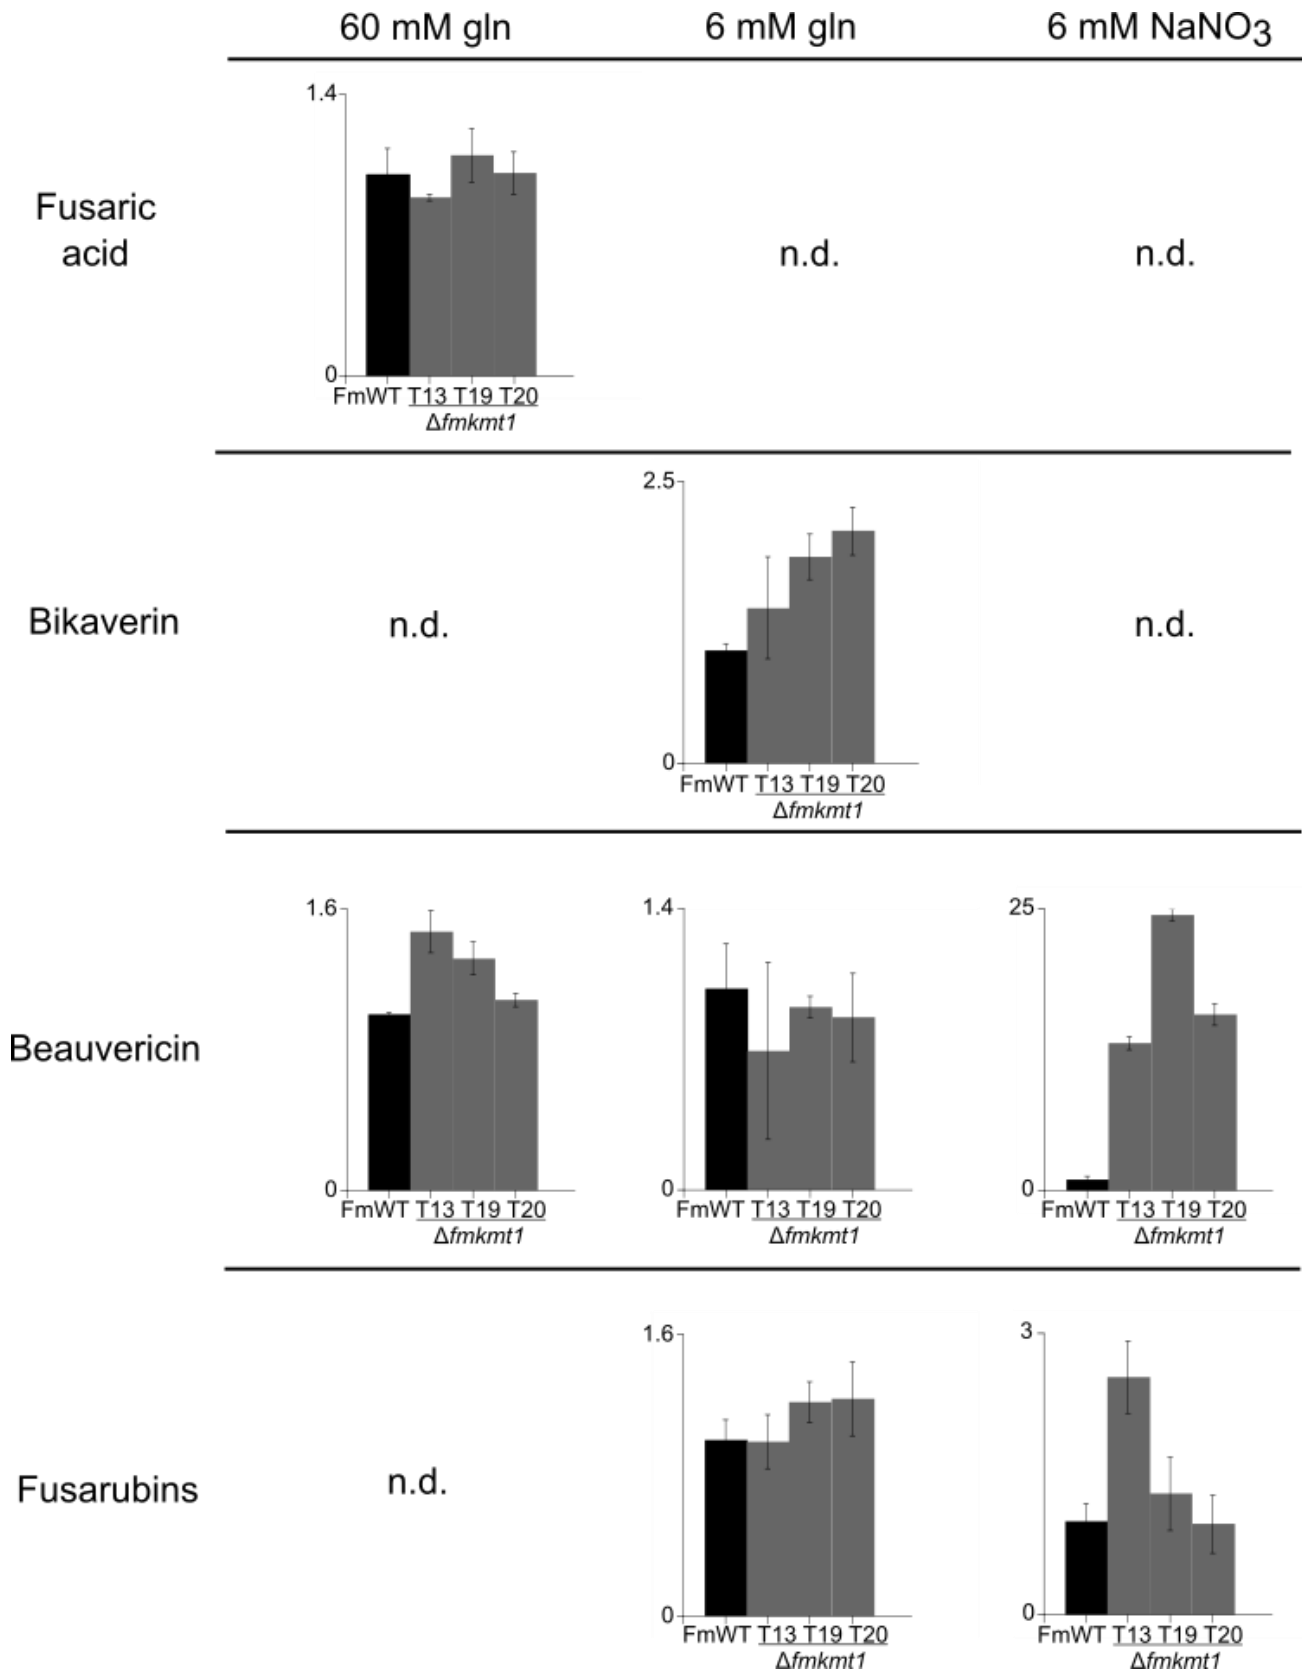 60 mM gln 6 mM gln 6 mM NaNO3
1.4
Fusaric
acid
n.d. n.d.
0
FmWT T13 T19 T20
Δfmkmt1
2.5
Bikaverin n.d. n.d.
0
FmWT T13 T19 T20
Δfmkmt1
1.6 1.4 25
Beauvericin
0 0 0
FmWT T13 T19 T20 FmWT T13 T19 T20 FmWT T13 T19 T20
Δfmkmt1 Δfmkmt1 Δfmkmt1
1.6 3
Fusarubins n.d.
0 0
FmWT T13 T19 T20 FmWT T13 T19 T20
Δfmkmt1 Δfmkmt1